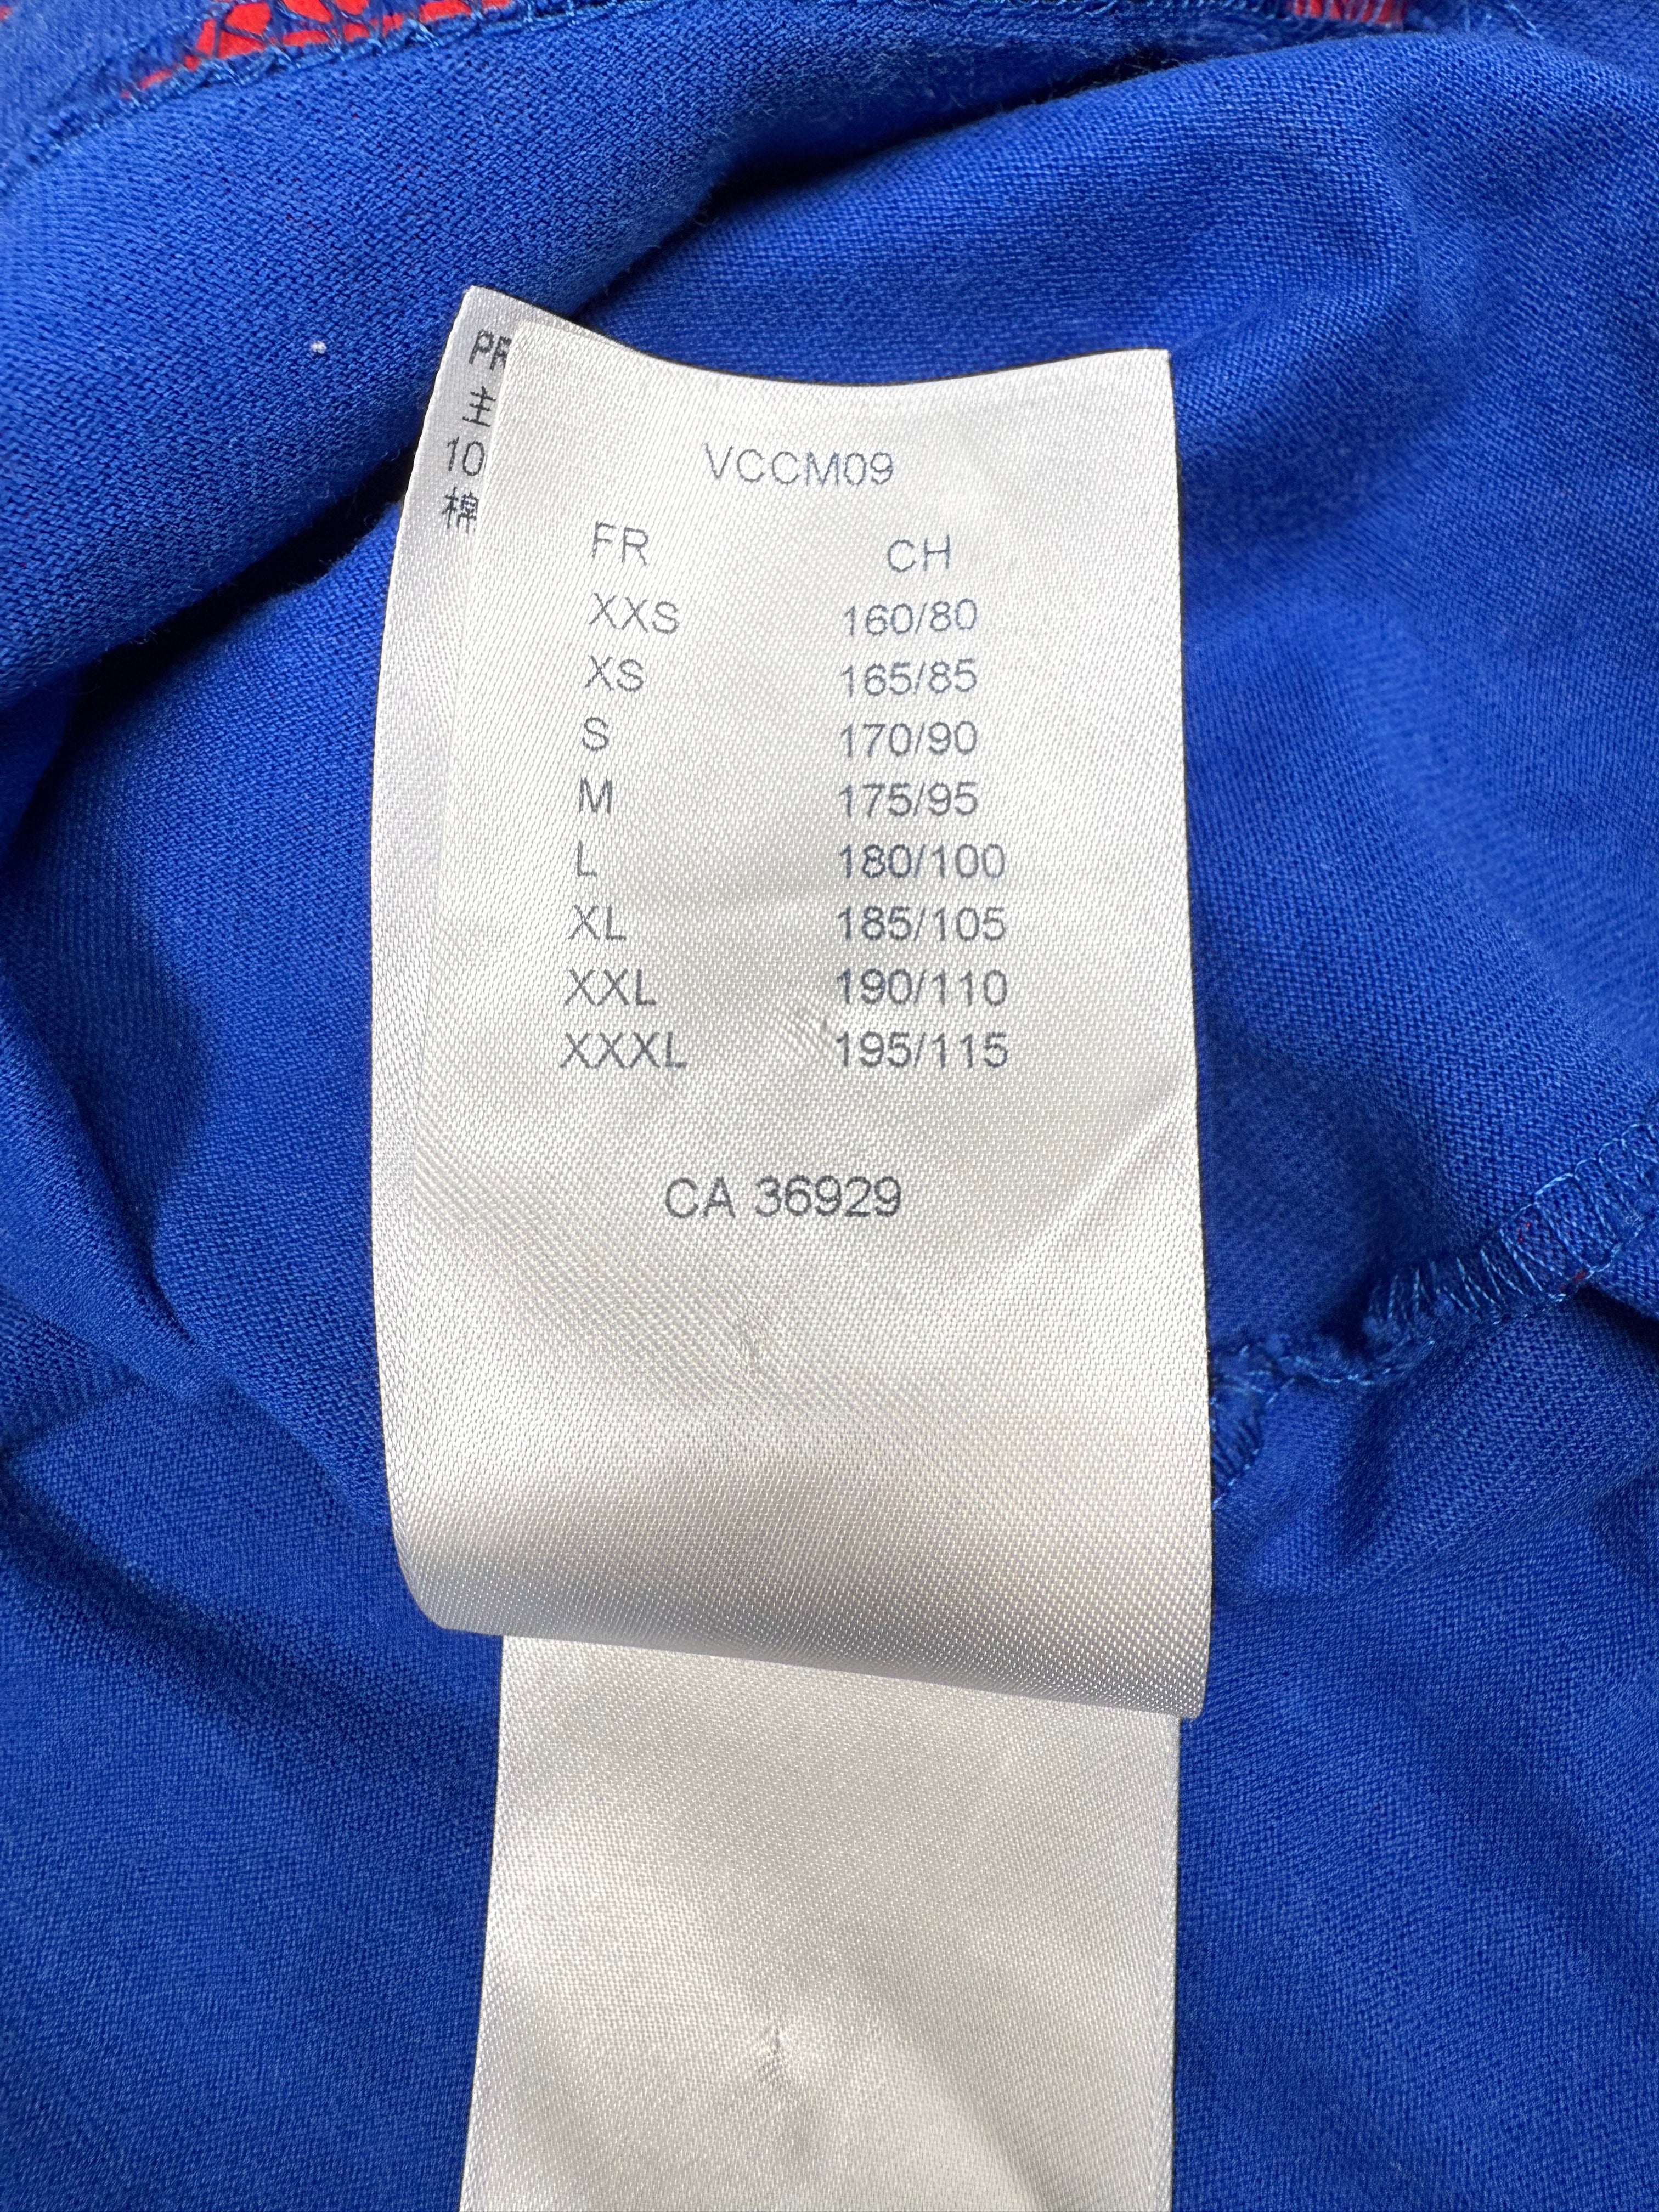 主
10
棉
VCCM09
FR CH
XXS 160/80
XS 165/85
S 170/90
M 175/95
L 180/100
XL 185/105
XXL 190/110
XXXL 195/115
CA 36929